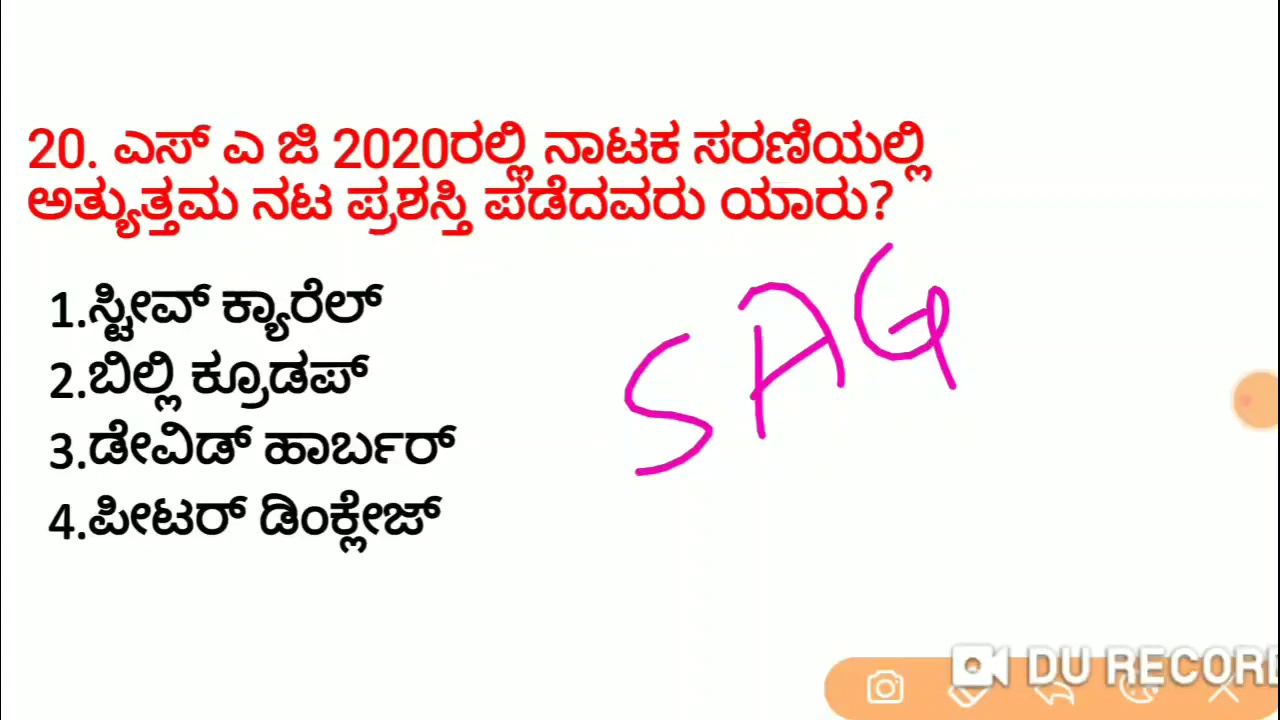 20. ಎಸ್ ಎ ಜಿ 2020ರಲ್ಲಿ ನಾಟಕ ಸರಣಿಯಲ್ಲಿ
ಅತ್ಯುತ್ತಮ ನಟ ಪ್ರಶಸ್ತಿ ಪಡೆದವರು ಯಾರು?
1.ಸ್ಟೀವ್ ಕ್ಯಾರೆಲ್
2.ಬಿಲ್ಲಿ ಕ್ರೂಡಪ್
3.ಡೇವಿಡ್ ಹಾರ್ಬರ್
4.ಪೀಟರ್ ಡಿಂಕ್ಲೇಜ್
SAG
DU RECORD